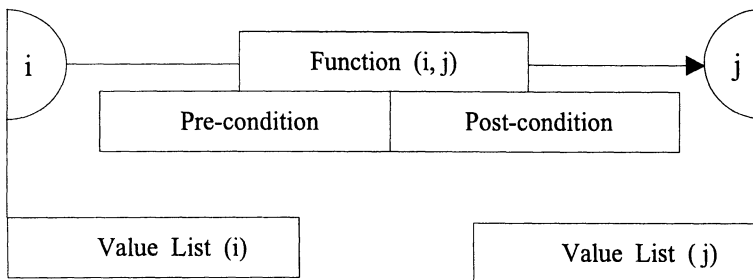 i
Function (i, j)
j
Pre-condition
Post-condition
Value List (i)
Value List (j)